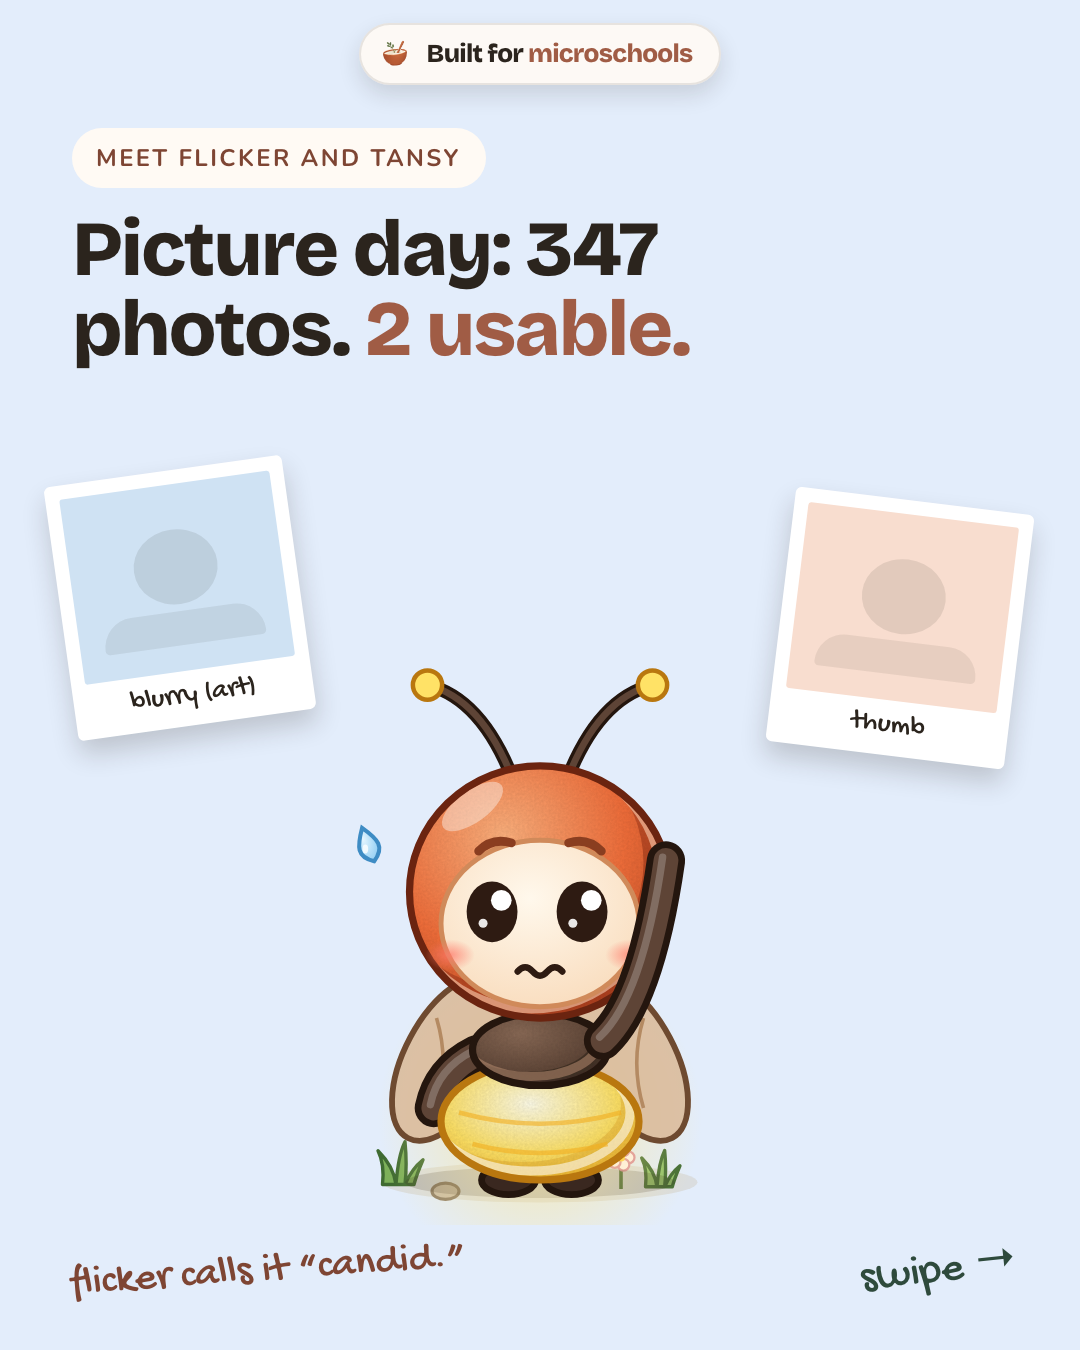 Built for microschools
MEET FLICKER AND TANSY
Picture day: 347
photos. 2 usable.
blurry (art)
thumb
flicker calls it “candid.”
swipe →